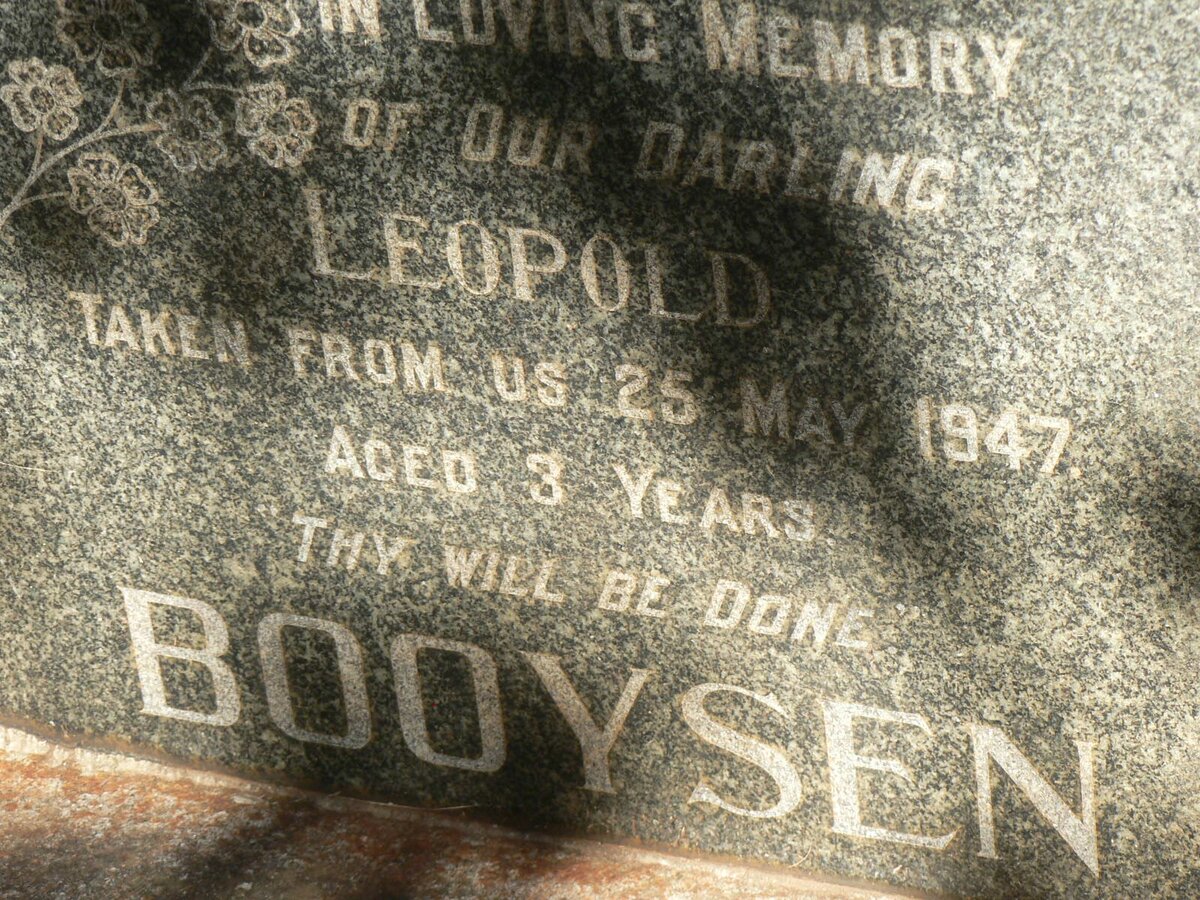 IN LOVING MEMORY
OF OUR DARLING
LEOPOLD
TAKEN FROM US 25 MAY 1947.
AGED 3 YEARS.
"THY WILL BE DONE."
BOOYSEN